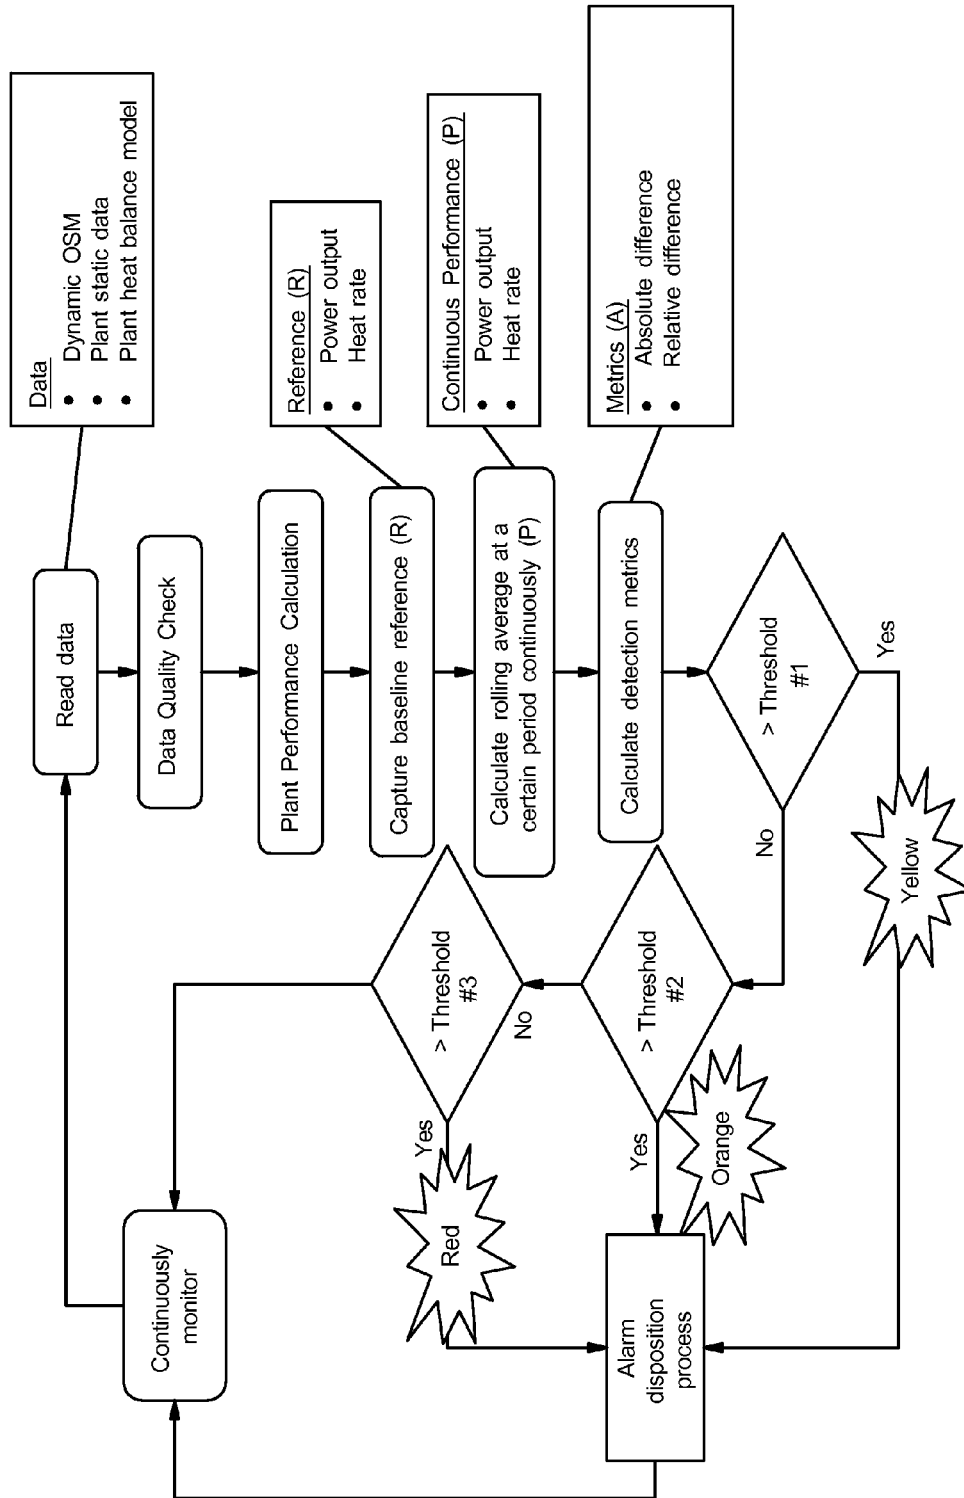 Data
• Dynamic OSM
• Plant static data
• Plant heat balance model
Reference (R)
• Power output
• Heat rate
Continuous Performance (P)
• Power output
• Heat rate
Metrics (A)
• Absolute difference
• Relative difference
Read data
Data Quality Check
Plant Performance Calculation
Capture baseline reference (R)
Calculate rolling average at a
certain period continuously (P)
Calculate detection metrics
> Threshold
#1
Yes
No
Yellow
> Threshold
#2
No
Yes
Orange
> Threshold
#3
Yes
Red
Continuously
monitor
Alarm
disposition
process